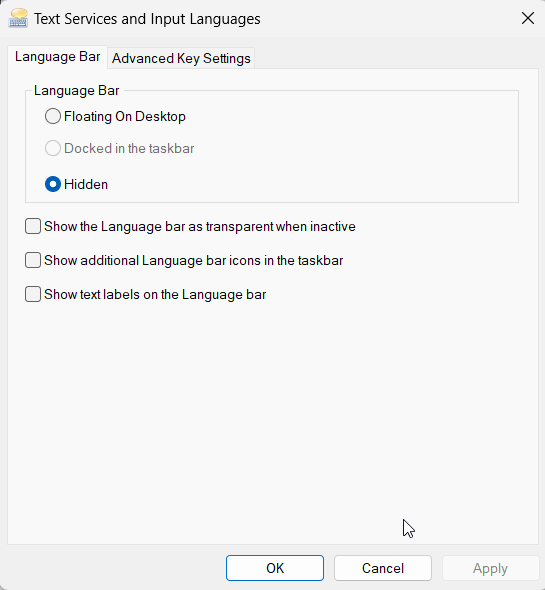 Text Services and Input Languages
Language Bar
Advanced Key Settings
Language Bar
Floating On Desktop
Docked in the taskbar
Hidden
Show the Language bar as transparent when inactive
Show additional Language bar icons in the taskbar
Show text labels on the Language bar
OK
Cancel
Apply